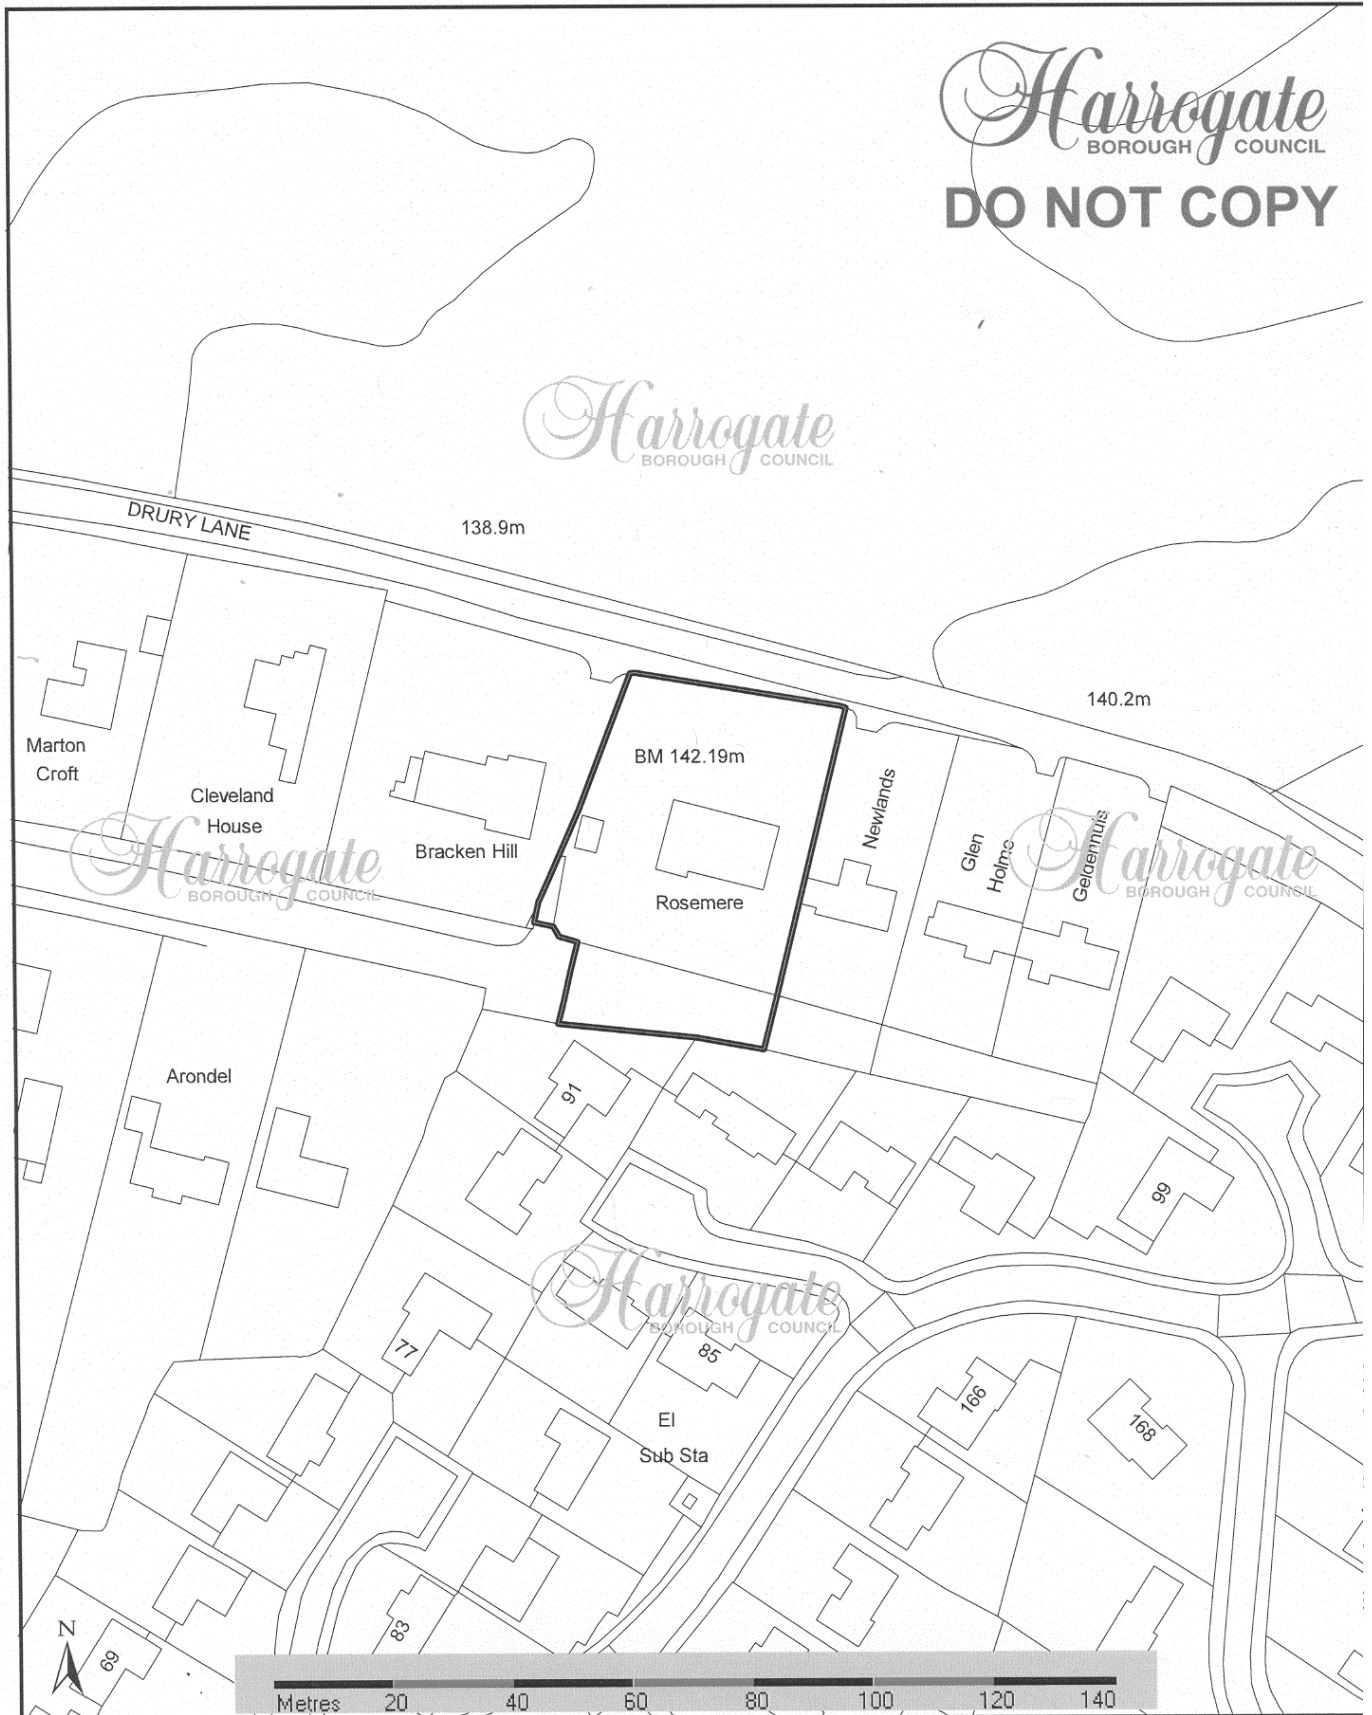 Harrogate
BOROUGH COUNCIL
DO NOT COPY
Harrogate
BOROUGH COUNCIL
DRURY LANE
138.9m
140.2m
Marton
Croft
Cleveland
House
Bracken Hill
BM 142.19m
Rosemere
Newlands
Glen
Holme
Harrogate
BOROUGH COUNCIL
Harrogate
BOROUGH COUNCIL
Arondel
91
99
Harrogate
BOROUGH COUNCIL
77
85
El
Sub Sta
166
168
83
69
N
Metres 20 40 60 80 100 120 140